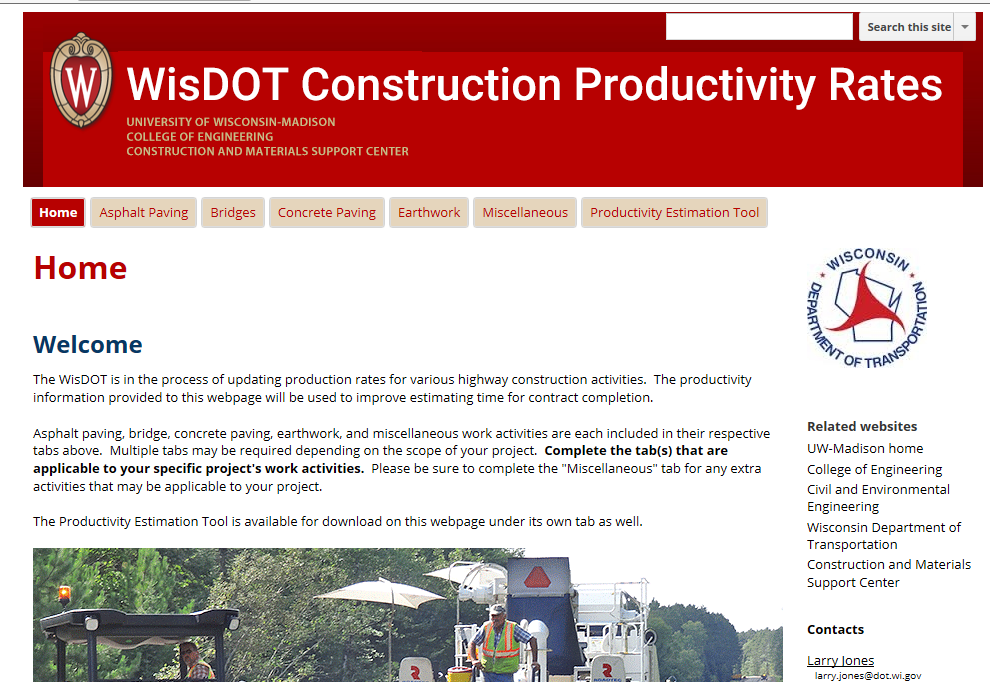 Search this site
W
WisDOT Construction Productivity Rates
UNIVERSITY OF WISCONSIN-MADISON
COLLEGE OF ENGINEERING
CONSTRUCTION AND MATERIALS SUPPORT CENTER
Home Asphalt Paving Bridges Concrete Paving Earthwork Miscellaneous Productivity Estimation Tool
Home
WISCONSIN
DEPARTMENT OF TRANSPORTATION
Welcome
The WisDOT is in the process of updating production rates for various highway construction activities.  The productivity
information provided to this webpage will be used to improve estimating time for contract completion.
Asphalt paving, bridge, concrete paving, earthwork, and miscellaneous work activities are each included in their respective
tabs above.  Multiple tabs may be required depending on the scope of your project.  Complete the tab(s) that are
applicable to your specific project's work activities.  Please be sure to complete the "Miscellaneous" tab for any extra
activities that may be applicable to your project.
The Productivity Estimation Tool is available for download on this webpage under its own tab as well.
Related websites
UW-Madison home
College of Engineering
Civil and Environmental
Engineering
Wisconsin Department of
Transportation
Construction and Materials
Support Center
Contacts
Larry Jones
larry.jones@dot.wi.gov